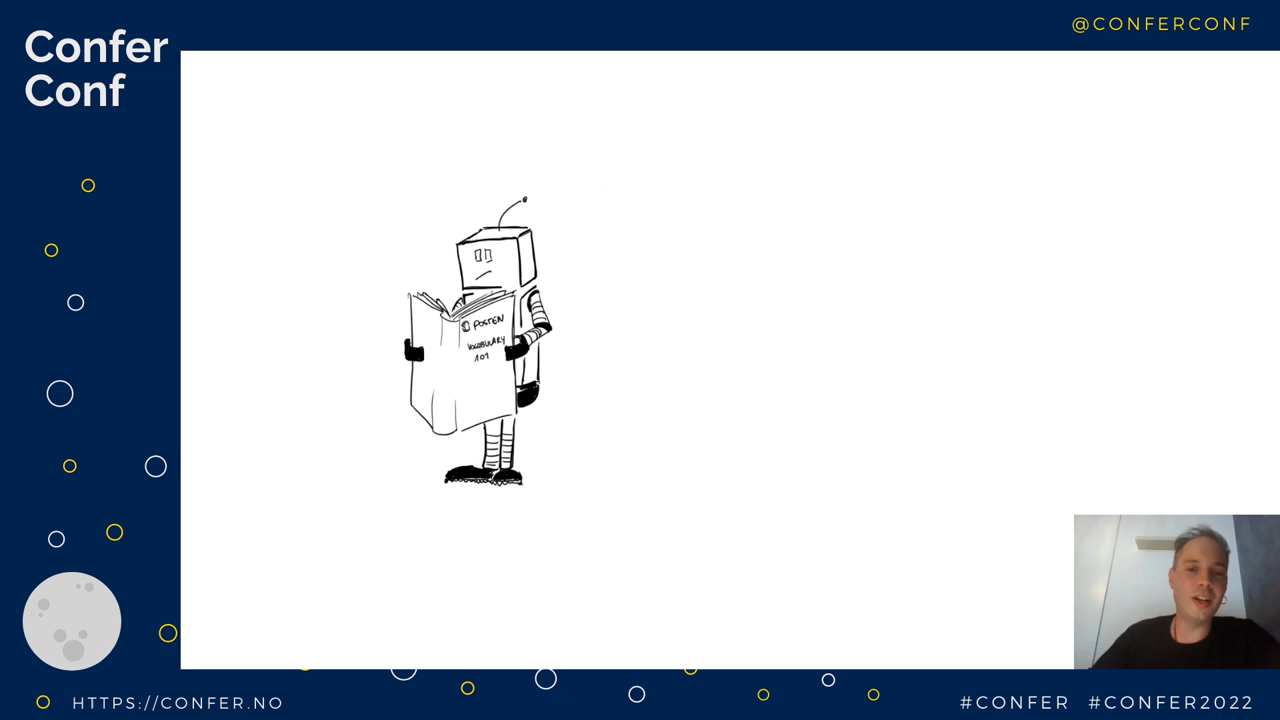 Confer
Conf
@CONFERCONF
POSTEN
VOCABULARY
101
HTTPS://CONFER.NO
#CONFER #CONFER2022